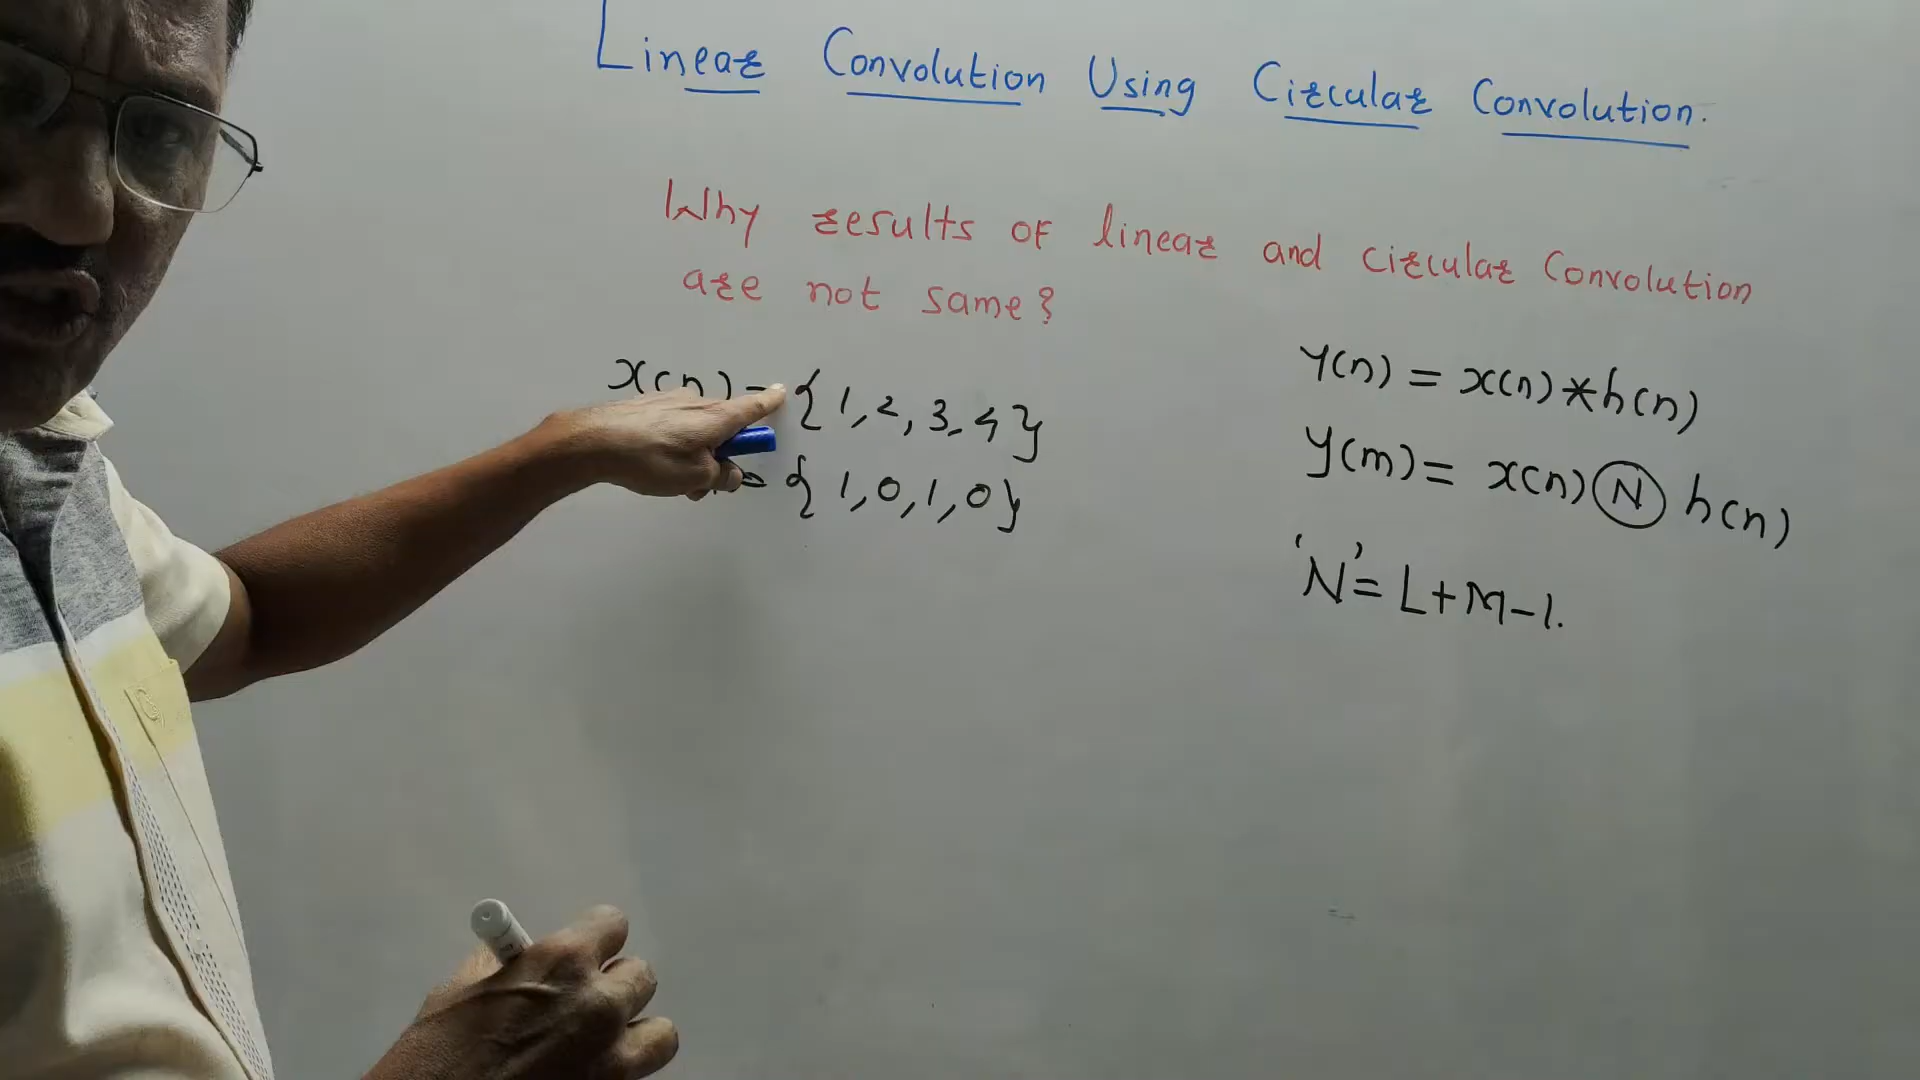 Linear Convolution Using Circular Convolution.
Why results of linear and circular Convolution
are not same?
x(n) = {1, 2, 3, 4}
= {1, 0, 1, 0}
Y(n) = x(n) * h(n)
y(m) = x(n) Ⓝ h(n)
'N' = L+M-1.